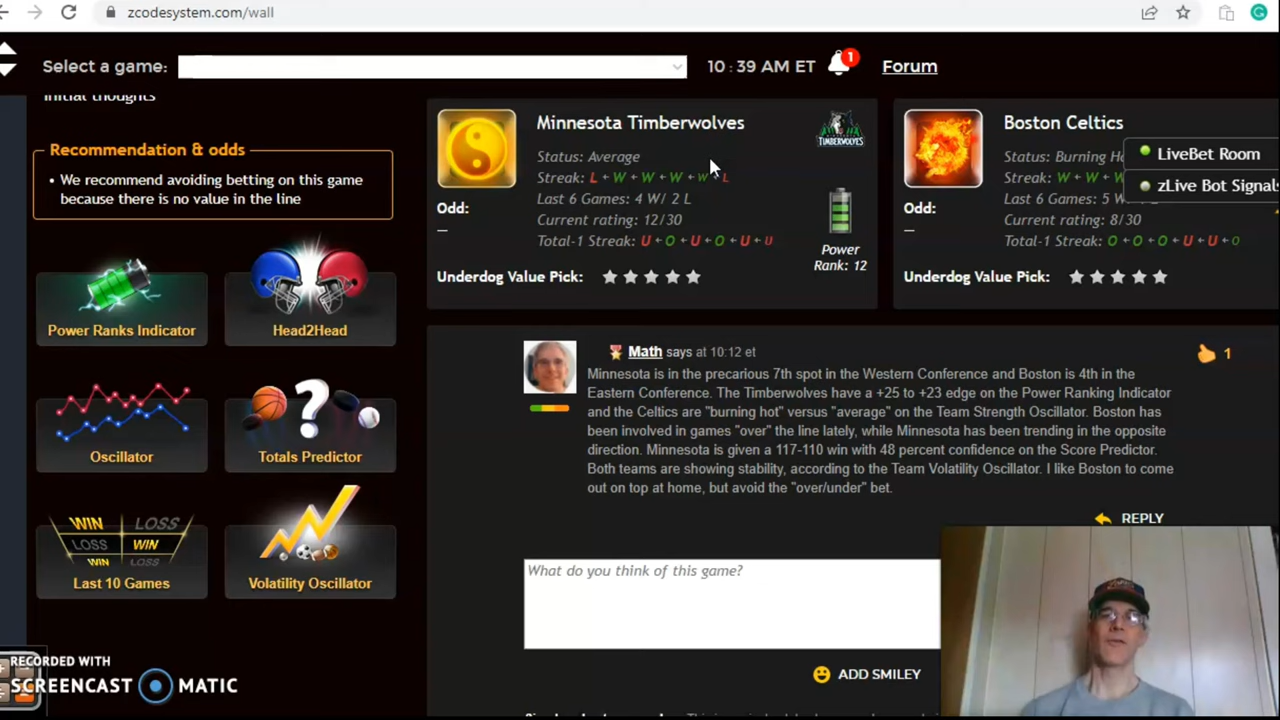 zcodesystem.com/wall
Select a game:
10:39 AM ET
1
Forum
initial thoughts
Recommendation & odds
• We recommend avoiding betting on this game
because there is no value in the line
Power Ranks Indicator
Head2Head
Oscillator
Totals Predictor
WIN LOSS
LOSS WIN
WIN LOSS
Last 10 Games
Volatility Oscillator
Minnesota Timberwolves
TIMBERWOLVES
Status: Average
Streak: L W W W W L
Last 6 Games: 4 W/ 2 L
Odd:
—
Current rating: 12/30
Total-1 Streak: U O U O U U
Power
Rank: 12
Underdog Value Pick:
Boston Celtics
Status: Burning H
Streak: W W W
Last 6 Games: 5 W
Odd:
—
Current rating: 8/30
Total-1 Streak: O O O U U O
Underdog Value Pick:
LiveBet Room
zLive Bot Signal
Math says at 10:12 et
1
Minnesota is in the precarious 7th spot in the Western Conference and Boston is 4th in the
Eastern Conference. The Timberwolves have a +25 to +23 edge on the Power Ranking Indicator
and the Celtics are "burning hot" versus "average" on the Team Strength Oscillator. Boston has
been involved in games "over" the line lately, while Minnesota has been trending in the opposite
direction. Minnesota is given a 117-110 win with 48 percent confidence on the Score Predictor.
Both teams are showing stability, according to the Team Volatility Oscillator. I like Boston to come
out on top at home, but avoid the "over/under" bet.
REPLY
What do you think of this game?
ADD SMILEY
RECORDED WITH
SCREENCAST MATIC